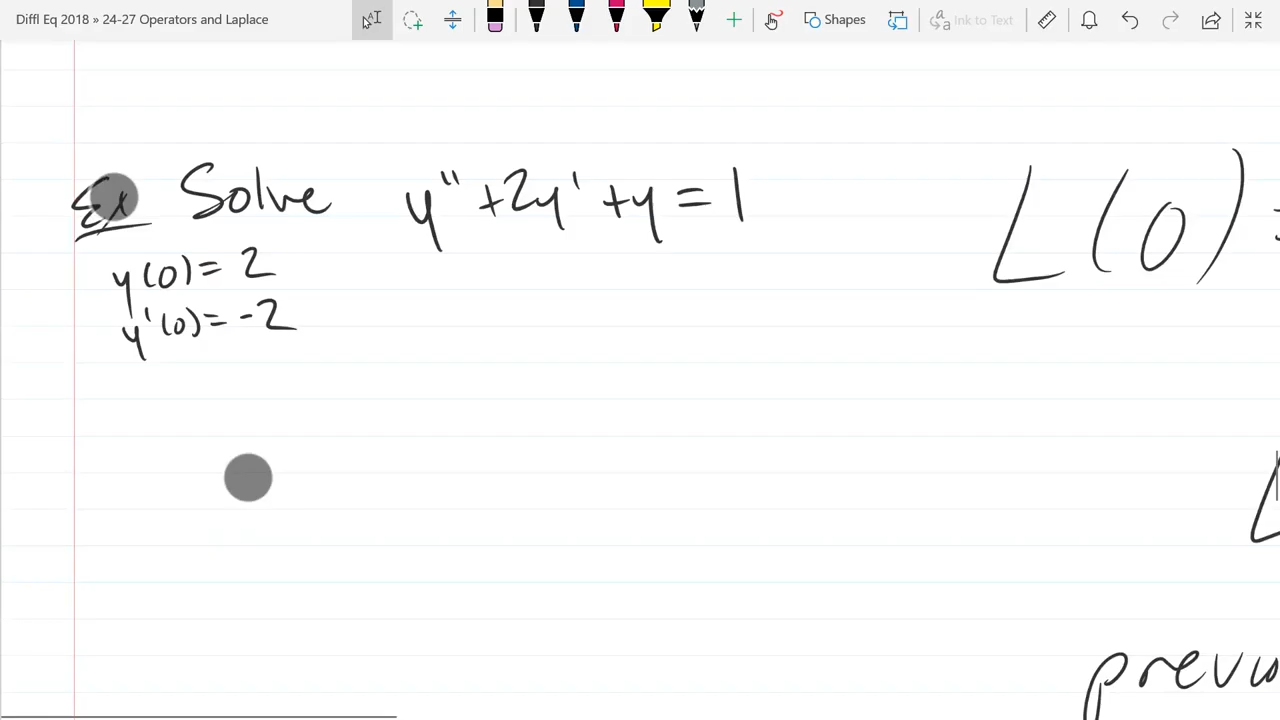 Diffl Eq 2018 » 24-27 Operators and Laplace
Shapes
Ink to Text
Ex Solve y'' + 2y' + y = 1
y(0) = 2
y'(0) = -2
L(0) =
L